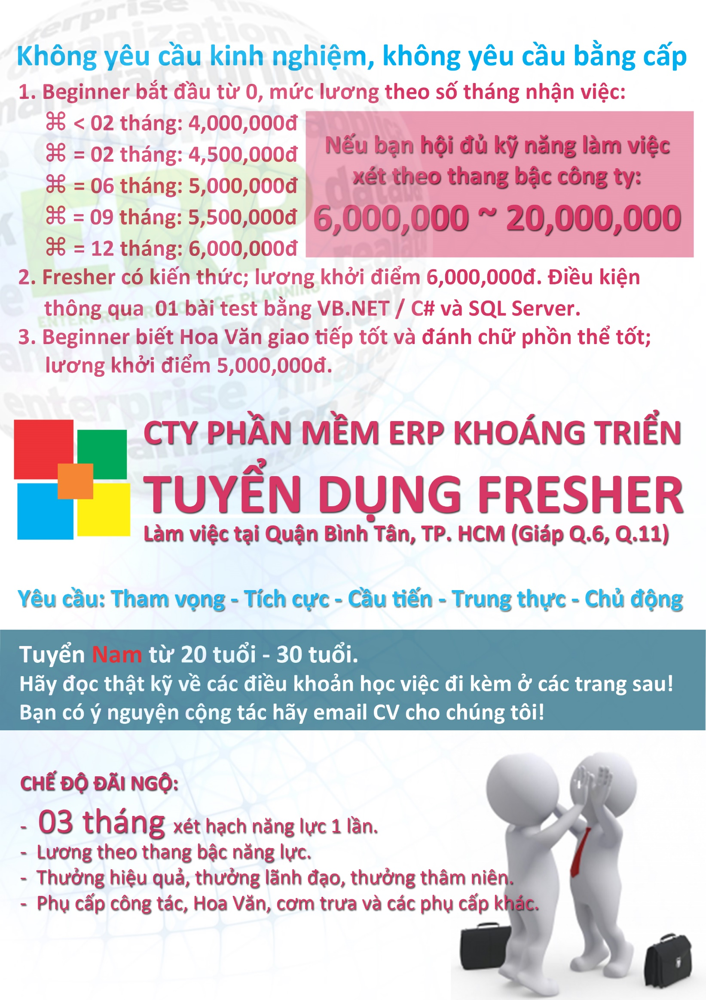 Không yêu cầu kinh nghiệm, không yêu cầu bằng cấp
1. Beginner bắt đầu từ 0, mức lương theo số tháng nhận việc:
⌘ < 02 tháng: 4,000,000đ
⌘ = 02 tháng: 4,500,000đ
⌘ = 06 tháng: 5,000,000đ
⌘ = 09 tháng: 5,500,000đ
⌘ = 12 tháng: 6,000,000đ
Nếu bạn hội đủ kỹ năng làm việc
xét theo thang bậc công ty:
6,000,000 ~ 20,000,000
2. Fresher có kiến thức; lương khởi điểm 6,000,000đ. Điều kiện
thông qua 01 bài test bằng VB.NET / C# và SQL Server.
3. Beginner biết Hoa Văn giao tiếp tốt và đánh chữ phồn thể tốt;
lương khởi điểm 5,000,000đ.
enterprise
organization
manufacturing
customer
ERP
ENTERPRISE RESOURCE PLANNING
management
enterprise
CTY PHẦN MỀM ERP KHOÁNG TRIỂN
TUYỂN DỤNG FRESHER
Làm việc tại Quận Bình Tân, TP. HCM (Giáp Q.6, Q.11)
Yêu cầu: Tham vọng - Tích cực - Cầu tiến - Trung thực - Chủ động
Tuyển Nam từ 20 tuổi - 30 tuổi.
Hãy đọc thật kỹ về các điều khoản học việc đi kèm ở các trang sau!
Bạn có ý nguyện cộng tác hãy email CV cho chúng tôi!
CHẾ ĐỘ ĐÃI NGỘ:
- 03 tháng xét hạch năng lực 1 lần.
- Lương theo thang bậc năng lực.
- Thưởng hiệu quả, thưởng lãnh đạo, thưởng thâm niên.
- Phụ cấp công tác, Hoa Văn, cơm trưa và các phụ cấp khác.